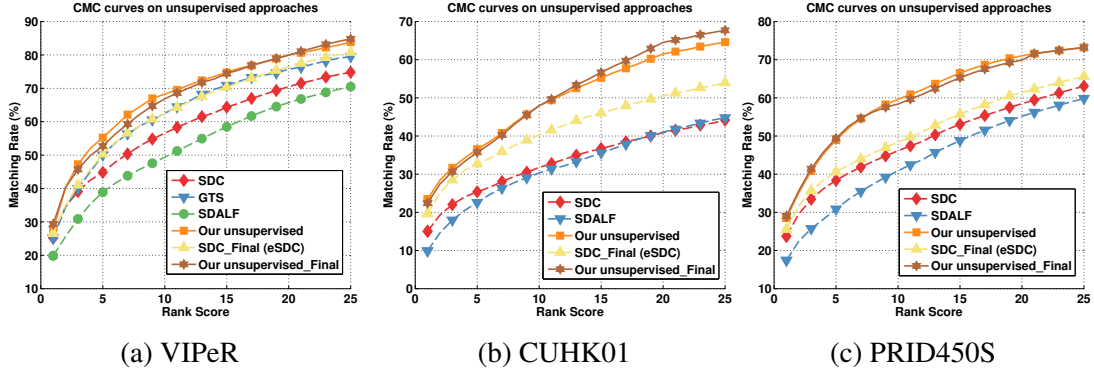 CMC curves on unsupervised approaches
90
80
70
60
50
40
30
20
10
0
5
10
15
20
25
Matching Rate (%)
Rank Score
SDC
GTS
SDALF
Our unsupervised
SDC_Final (eSDC)
Our unsupervised_Final
(a) VIPeR
CMC curves on unsupervised approaches
70
60
50
40
30
20
10
0
0
5
10
15
20
25
Matching Rate (%)
Rank Score
SDC
SDALF
Our unsupervised
SDC_Final (eSDC)
Our unsupervised_Final
(b) CUHK01
CMC curves on unsupervised approaches
80
70
60
50
40
30
20
10
0
5
10
15
20
25
Matching Rate (%)
Rank Score
SDC
SDALF
Our unsupervised
SDC_Final (eSDC)
Our unsupervised_Final
(c) PRID450S